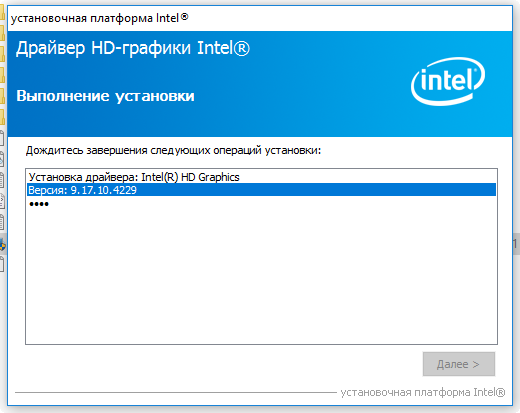 установочная платформа Intel®
Драйвер HD-графики Intel®
Выполнение установки
intel®
Дождитесь завершения следующих операций установки:
Установка драйвера: Intel(R) HD Graphics
Версия: 9.17.10.4229
••••
Далее >
установочная платформа Intel®
1